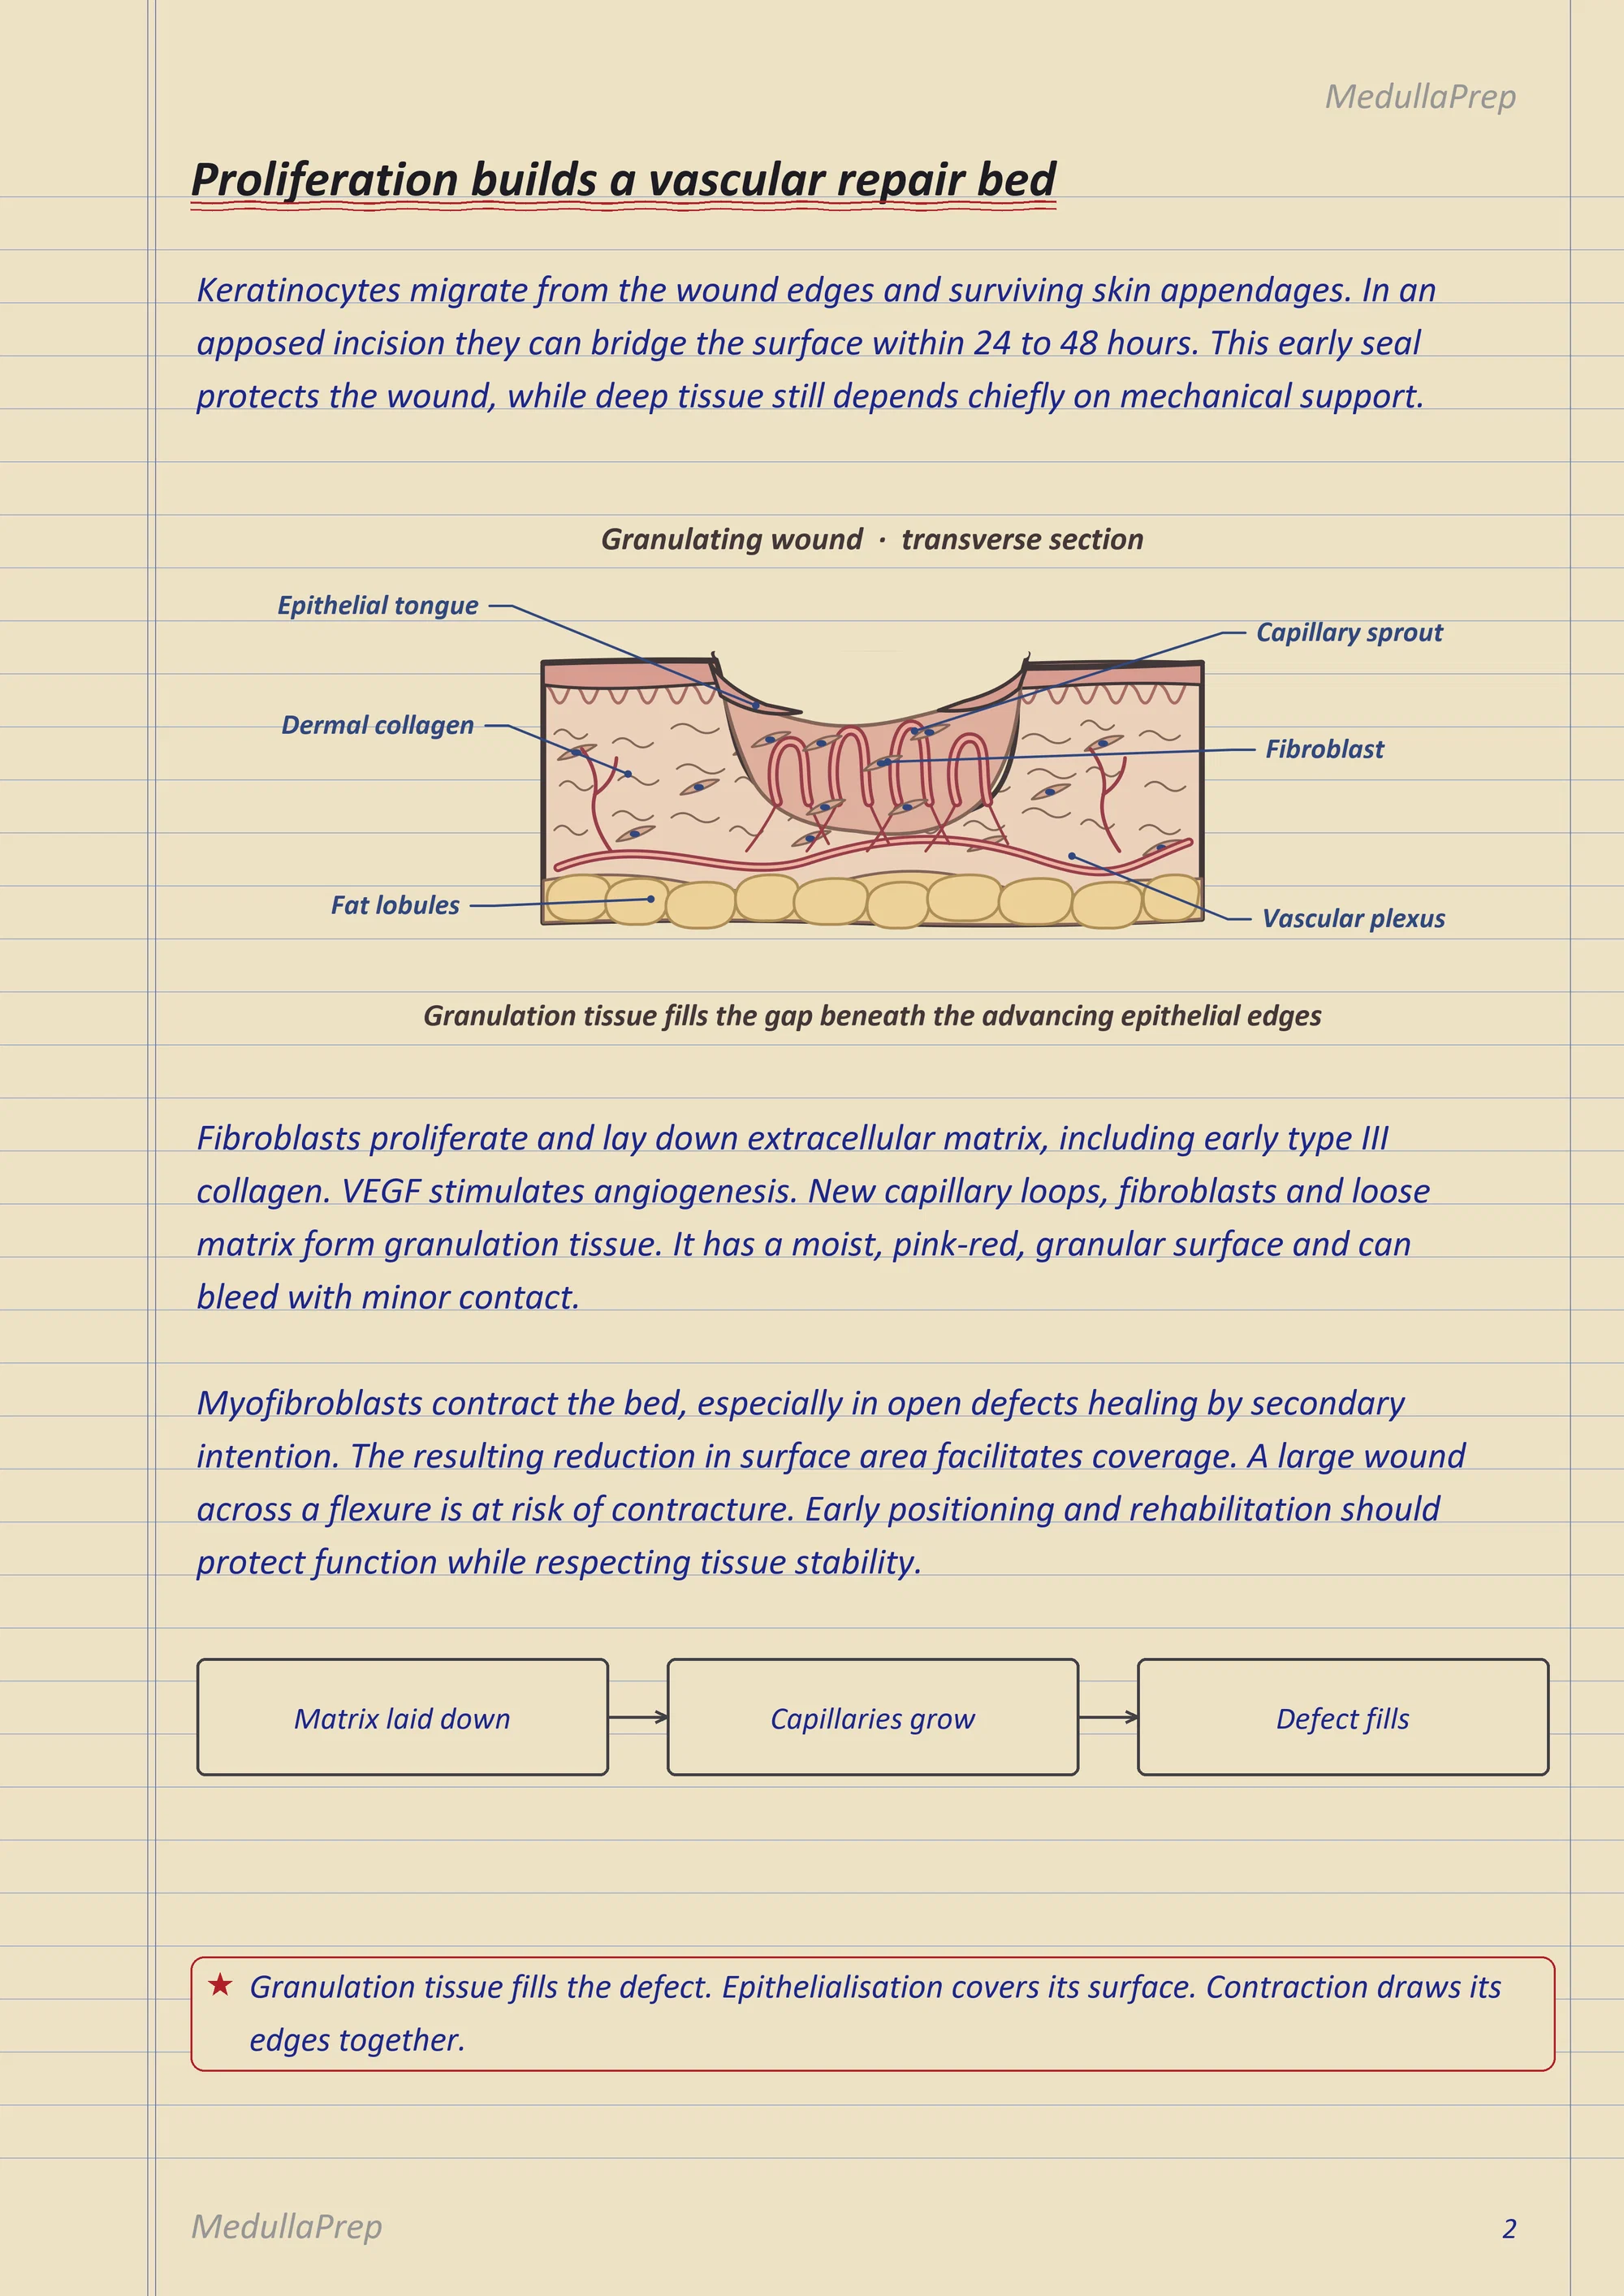 MedullaPrep
Proliferation builds a vascular repair bed
Keratinocytes migrate from the wound edges and surviving skin appendages. In an
apposed incision they can bridge the surface within 24 to 48 hours. This early seal
protects the wound, while deep tissue still depends chiefly on mechanical support.
Granulating wound · transverse section
Epithelial tongue
Capillary sprout
Dermal collagen
Fibroblast
Fat lobules
Vascular plexus
Granulation tissue fills the gap beneath the advancing epithelial edges
Fibroblasts proliferate and lay down extracellular matrix, including early type III
collagen. VEGF stimulates angiogenesis. New capillary loops, fibroblasts and loose
matrix form granulation tissue. It has a moist, pink-red, granular surface and can
bleed with minor contact.
Myofibroblasts contract the bed, especially in open defects healing by secondary
intention. The resulting reduction in surface area facilitates coverage. A large wound
across a flexure is at risk of contracture. Early positioning and rehabilitation should
protect function while respecting tissue stability.
Matrix laid down
Capillaries grow
Defect fills
★ Granulation tissue fills the defect. Epithelialisation covers its surface. Contraction draws its
edges together.
MedullaPrep
2